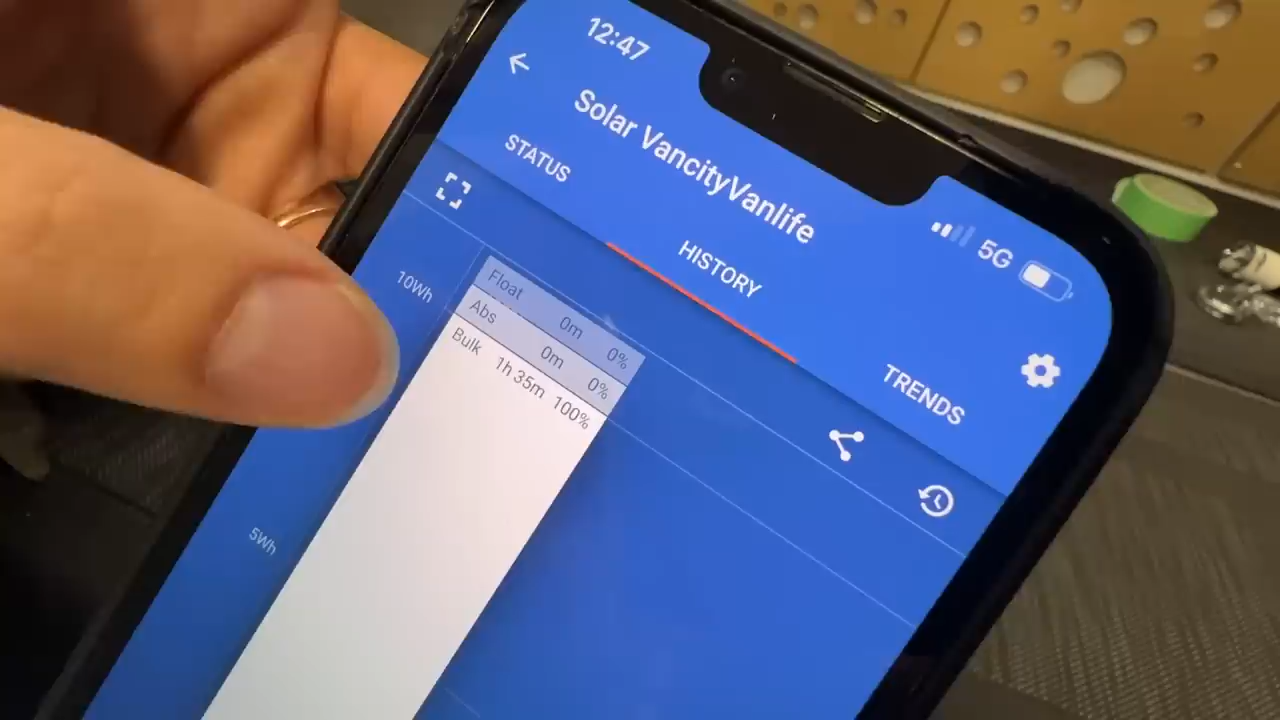 12:47
5G
Solar VancityVanlife
STATUS
HISTORY
TRENDS
10Wh
Float 0m 0%
Abs 0m 0%
Bulk 1h 35m 100%
5Wh